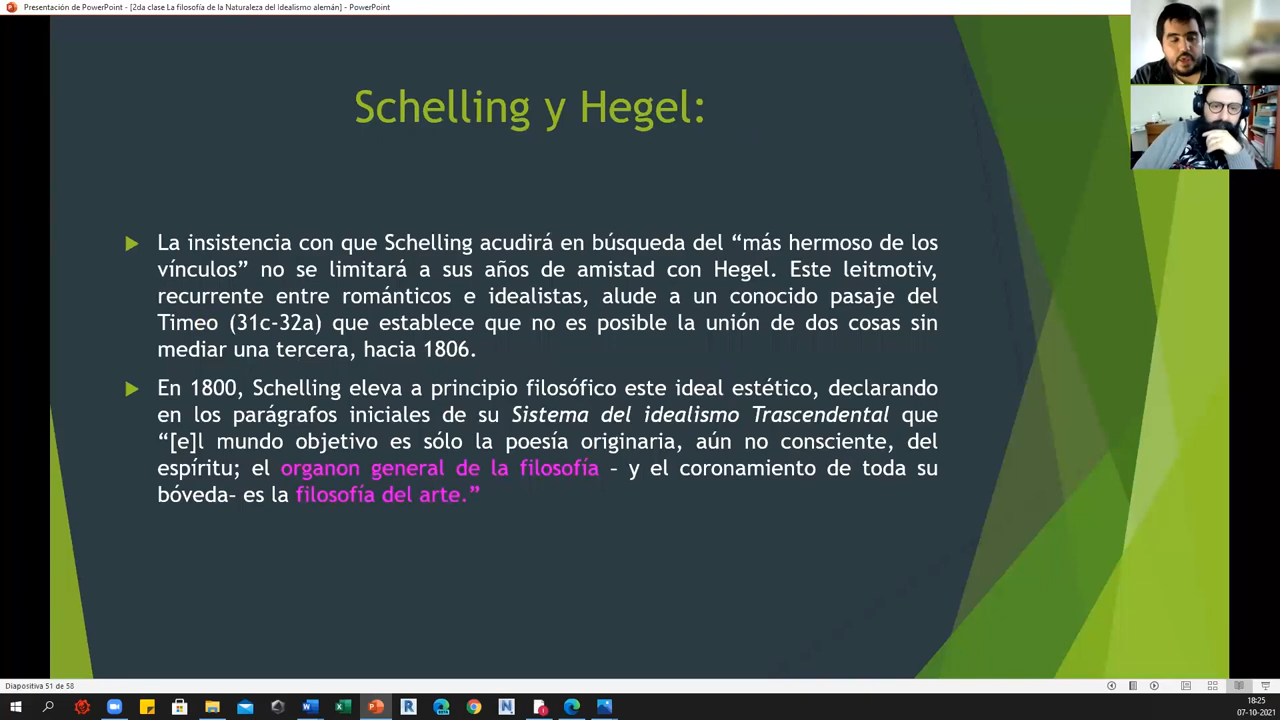 Presentación de PowerPoint - [2da clase La filosofía de la Naturaleza del Idealismo alemán] - PowerPoint
Schelling y Hegel:
La insistencia con que Schelling acudirá en búsqueda del “más hermoso de los
vínculos” no se limitará a sus años de amistad con Hegel. Este leitmotiv,
recurrente entre románticos e idealistas, alude a un conocido pasaje del
Timeo (31c-32a) que establece que no es posible la unión de dos cosas sin
mediar una tercera, hacia 1806.
En 1800, Schelling eleva a principio filosófico este ideal estético, declarando
en los parágrafos iniciales de su Sistema del idealismo Trascendental que
“[e]l mundo objetivo es sólo la poesía originaria, aún no consciente, del
espíritu; el organon general de la filosofía – y el coronamiento de toda su
bóveda– es la filosofía del arte.”
Diapositiva 51 de 58
18:25
07-10-2021